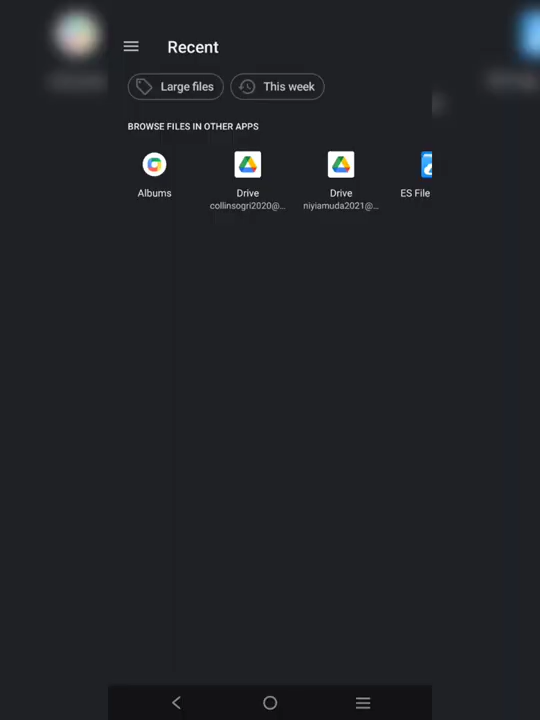 Recent
Large files
This week
BROWSE FILES IN OTHER APPS
Albums
Drive
collinsogri2020@...
Drive
niyiamuda2021@...
ES File